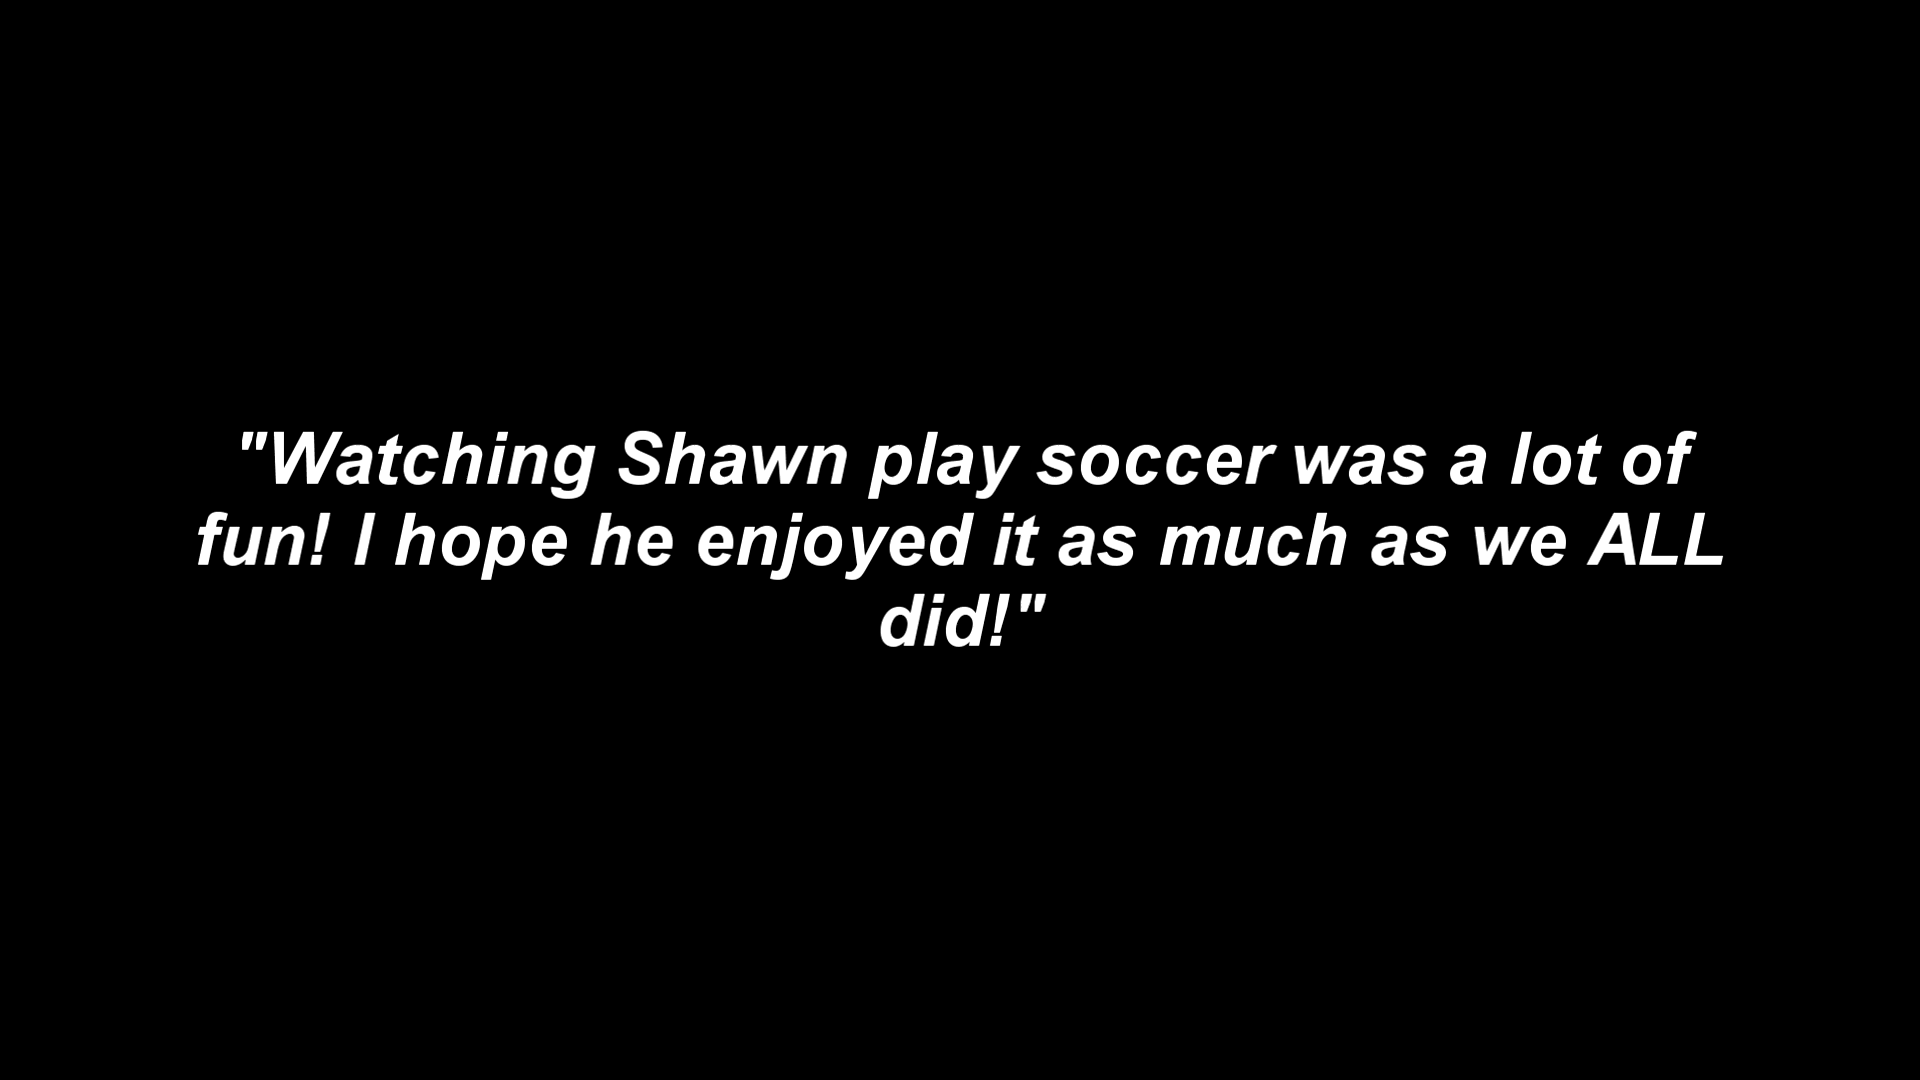 "Watching Shawn play soccer was a lot of
fun! I hope he enjoyed it as much as we ALL
did!"